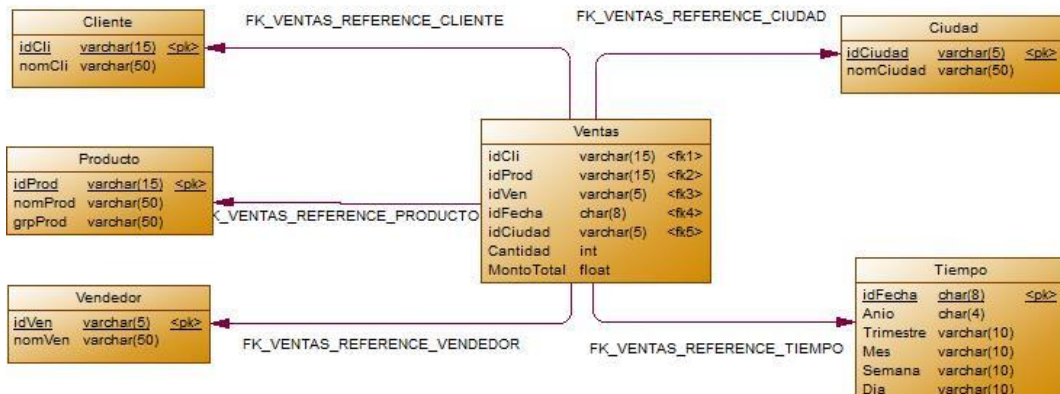 Cliente
idCli varchar(15) <pk>
nomCli varchar(50)
FK_VENTAS_REFERENCE_CLIENTE
FK_VENTAS_REFERENCE_CIUDAD
Ciudad
idCiudad varchar(5) <pk>
nomCiudad varchar(50)
Ventas
idCli varchar(15) <fk1>
idProd varchar(15) <fk2>
idVen varchar(5) <fk3>
idFecha char(8) <fk4>
idCiudad varchar(5) <fk5>
Cantidad int
MontoTotal float
Producto
idProd varchar(15) <pk>
nomProd varchar(50)
grpProd varchar(50)
K_VENTAS_REFERENCE_PRODUCTO
Vendedor
idVen varchar(5) <pk>
nomVen varchar(50)
FK_VENTAS_REFERENCE_VENDEDOR
FK_VENTAS_REFERENCE_TIEMPO
Tiempo
idFecha char(8) <pk>
Anio char(4)
Trimestre varchar(10)
Mes varchar(10)
Semana varchar(10)
Dia varchar(10)